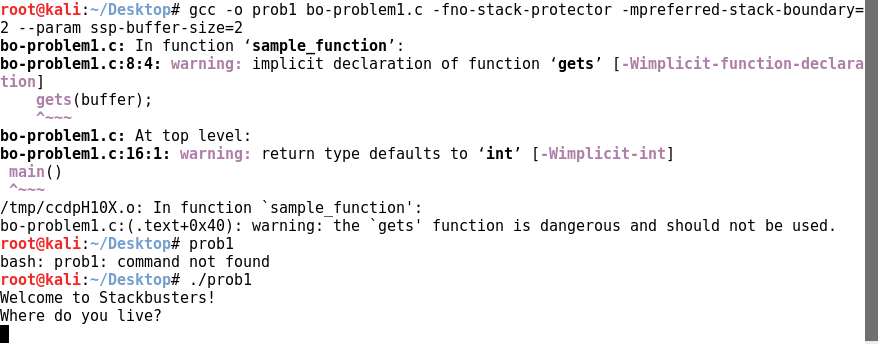 root@kali:~/Desktop# gcc -o prob1 bo-problem1.c -fno-stack-protector -mpreferred-stack-boundary=
2 --param ssp-buffer-size=2
bo-problem1.c: In function ‘sample_function’:
bo-problem1.c:8:4: warning: implicit declaration of function ‘gets’ [-Wimplicit-function-declara
tion]
    gets(buffer);
    ^~~~
bo-problem1.c: At top level:
bo-problem1.c:16:1: warning: return type defaults to ‘int’ [-Wimplicit-int]
 main()
 ^~~~
/tmp/ccdpH10X.o: In function `sample_function':
bo-problem1.c:(.text+0x40): warning: the `gets' function is dangerous and should not be used.
root@kali:~/Desktop# prob1
bash: prob1: command not found
root@kali:~/Desktop# ./prob1
Welcome to Stackbusters!
Where do you live?